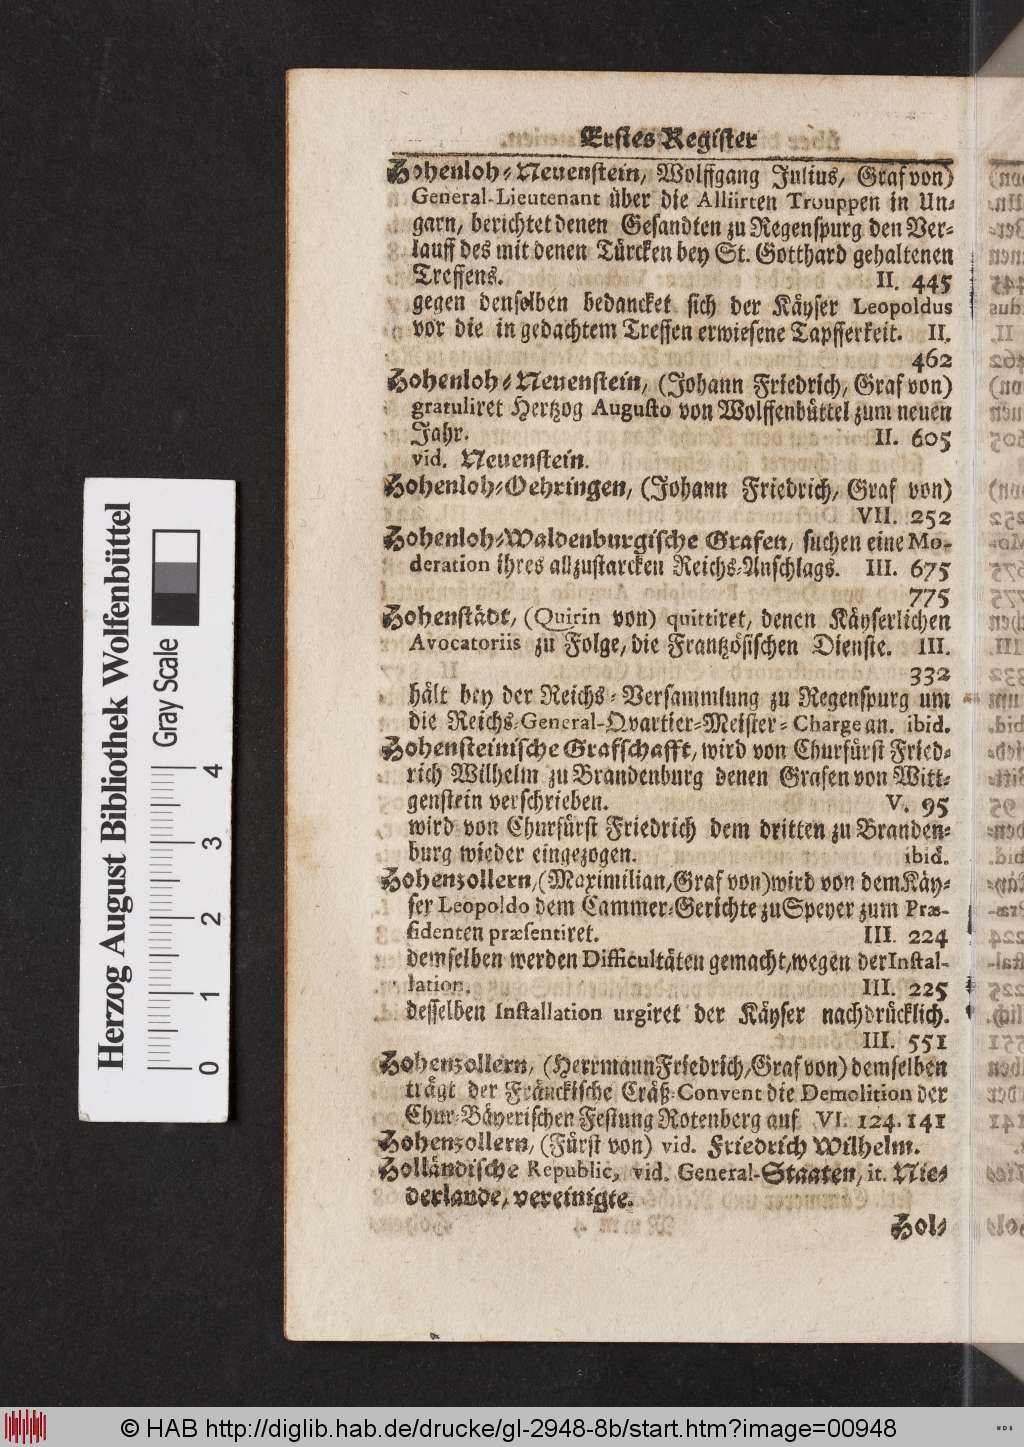 Erstes Register
Hohenloh-Neuenstein, Wolffgang Julius, Graf von)
General-Lieutenant über die Alliirten Trouppen in Un-
garn, berichtet denen Gesandten zu Regenspurg den Ver-
lauff des mit denen Türcken bey St. Gotthard gehaltenen
Treffens. II. 445
gegen denselben bedancket sich der Käyser Leopoldus
vor die in gedachtem Treffen erwiesene Tapfferkeit. II.
462
Hohenloh-Neuenstein, (Johann Friedrich, Graf von)
gratuliret Hertzog Augusto von Wolffenbüttel zum neuen
Jahr. II. 605
vid. Neuenstein.
Hohenloh-Oehringen, (Johann Friedrich, Graf von)
VII. 252
Hohenloh-Waldenburgische Grafen, suchen eine Mo-
deration ihres allzustarcken Reichs-Anschlags. III. 675
775
Hohenstädt, (Quirin von) quittiret, denen Käyserlichen
Avocatoriis zu Folge, die Frantzösischen Dienste. III.
332
hält bey der Reichs-Versammlung zu Regenspurg um
die Reichs-General-Qvartier-Meister-Charge an. ibid.
Hohensteinische Grafschafft, wird von Churfürst Fried-
rich Wilhelm zu Brandenburg denen Grafen von Witt-
genstein verschrieben. V. 95
wird von Churfürst Friedrich dem dritten zu Branden-
burg wieder eingezogen. ibid.
Hohenzollern, (Maximilian, Graf von) wird von dem Käy-
ser Leopoldo dem Cammer-Gerichte zu Speyer zum Præ-
sidenten præsentiret. III. 224
demselben werden Difficultäten gemacht, wegen der Instal-
lation. III. 225
desselben Installation urgiret der Käyser nachdrücklich.
III. 551
Hohenzollern, (Herrmann Friedrich, Graf von) demselben
trägt der Fränckische Cräß-Convent die Demolition der
Chur-Bäyerischen Festung Rotenberg auf VI. 124. 141
Hohenzollern, (Fürst von) vid. Friedrich Wilhelm.
Holländische Republic, vid. General-Staaten, it. Nie-
derlande, vereinigte.
Hol-
Herzog August Bibliothek Wolfenbüttel
Gray Scale
0 1 2 3 4
© HAB http://diglib.hab.de/drucke/gl-2948-8b/start.htm?image=00948